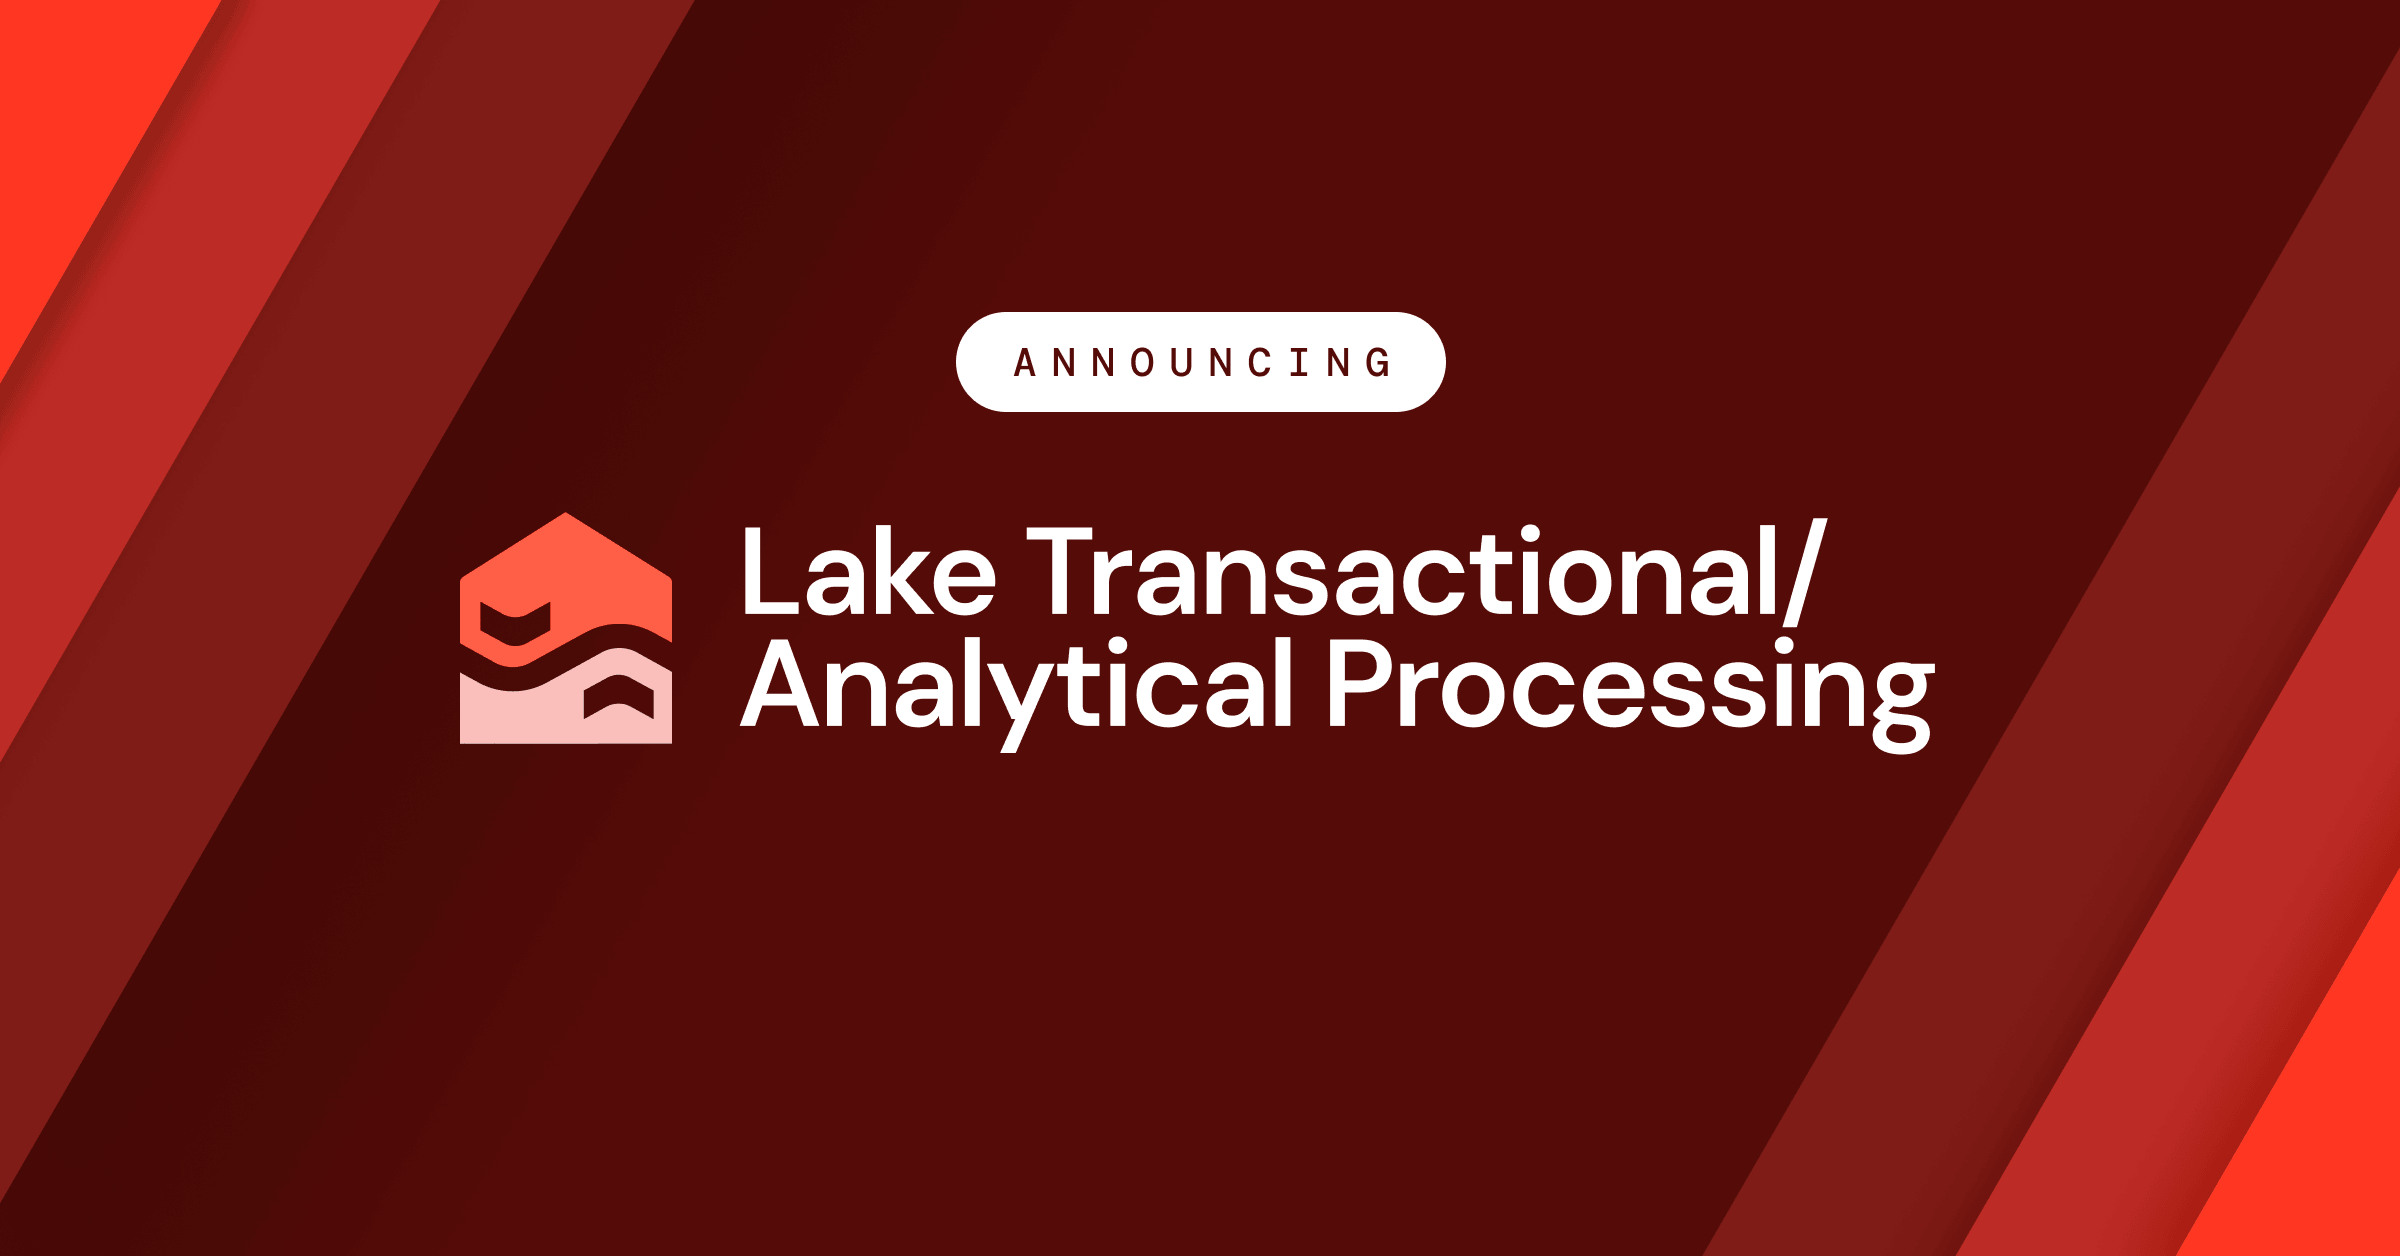 ANNOUNCING
Lake Transactional/
Analytical Processing